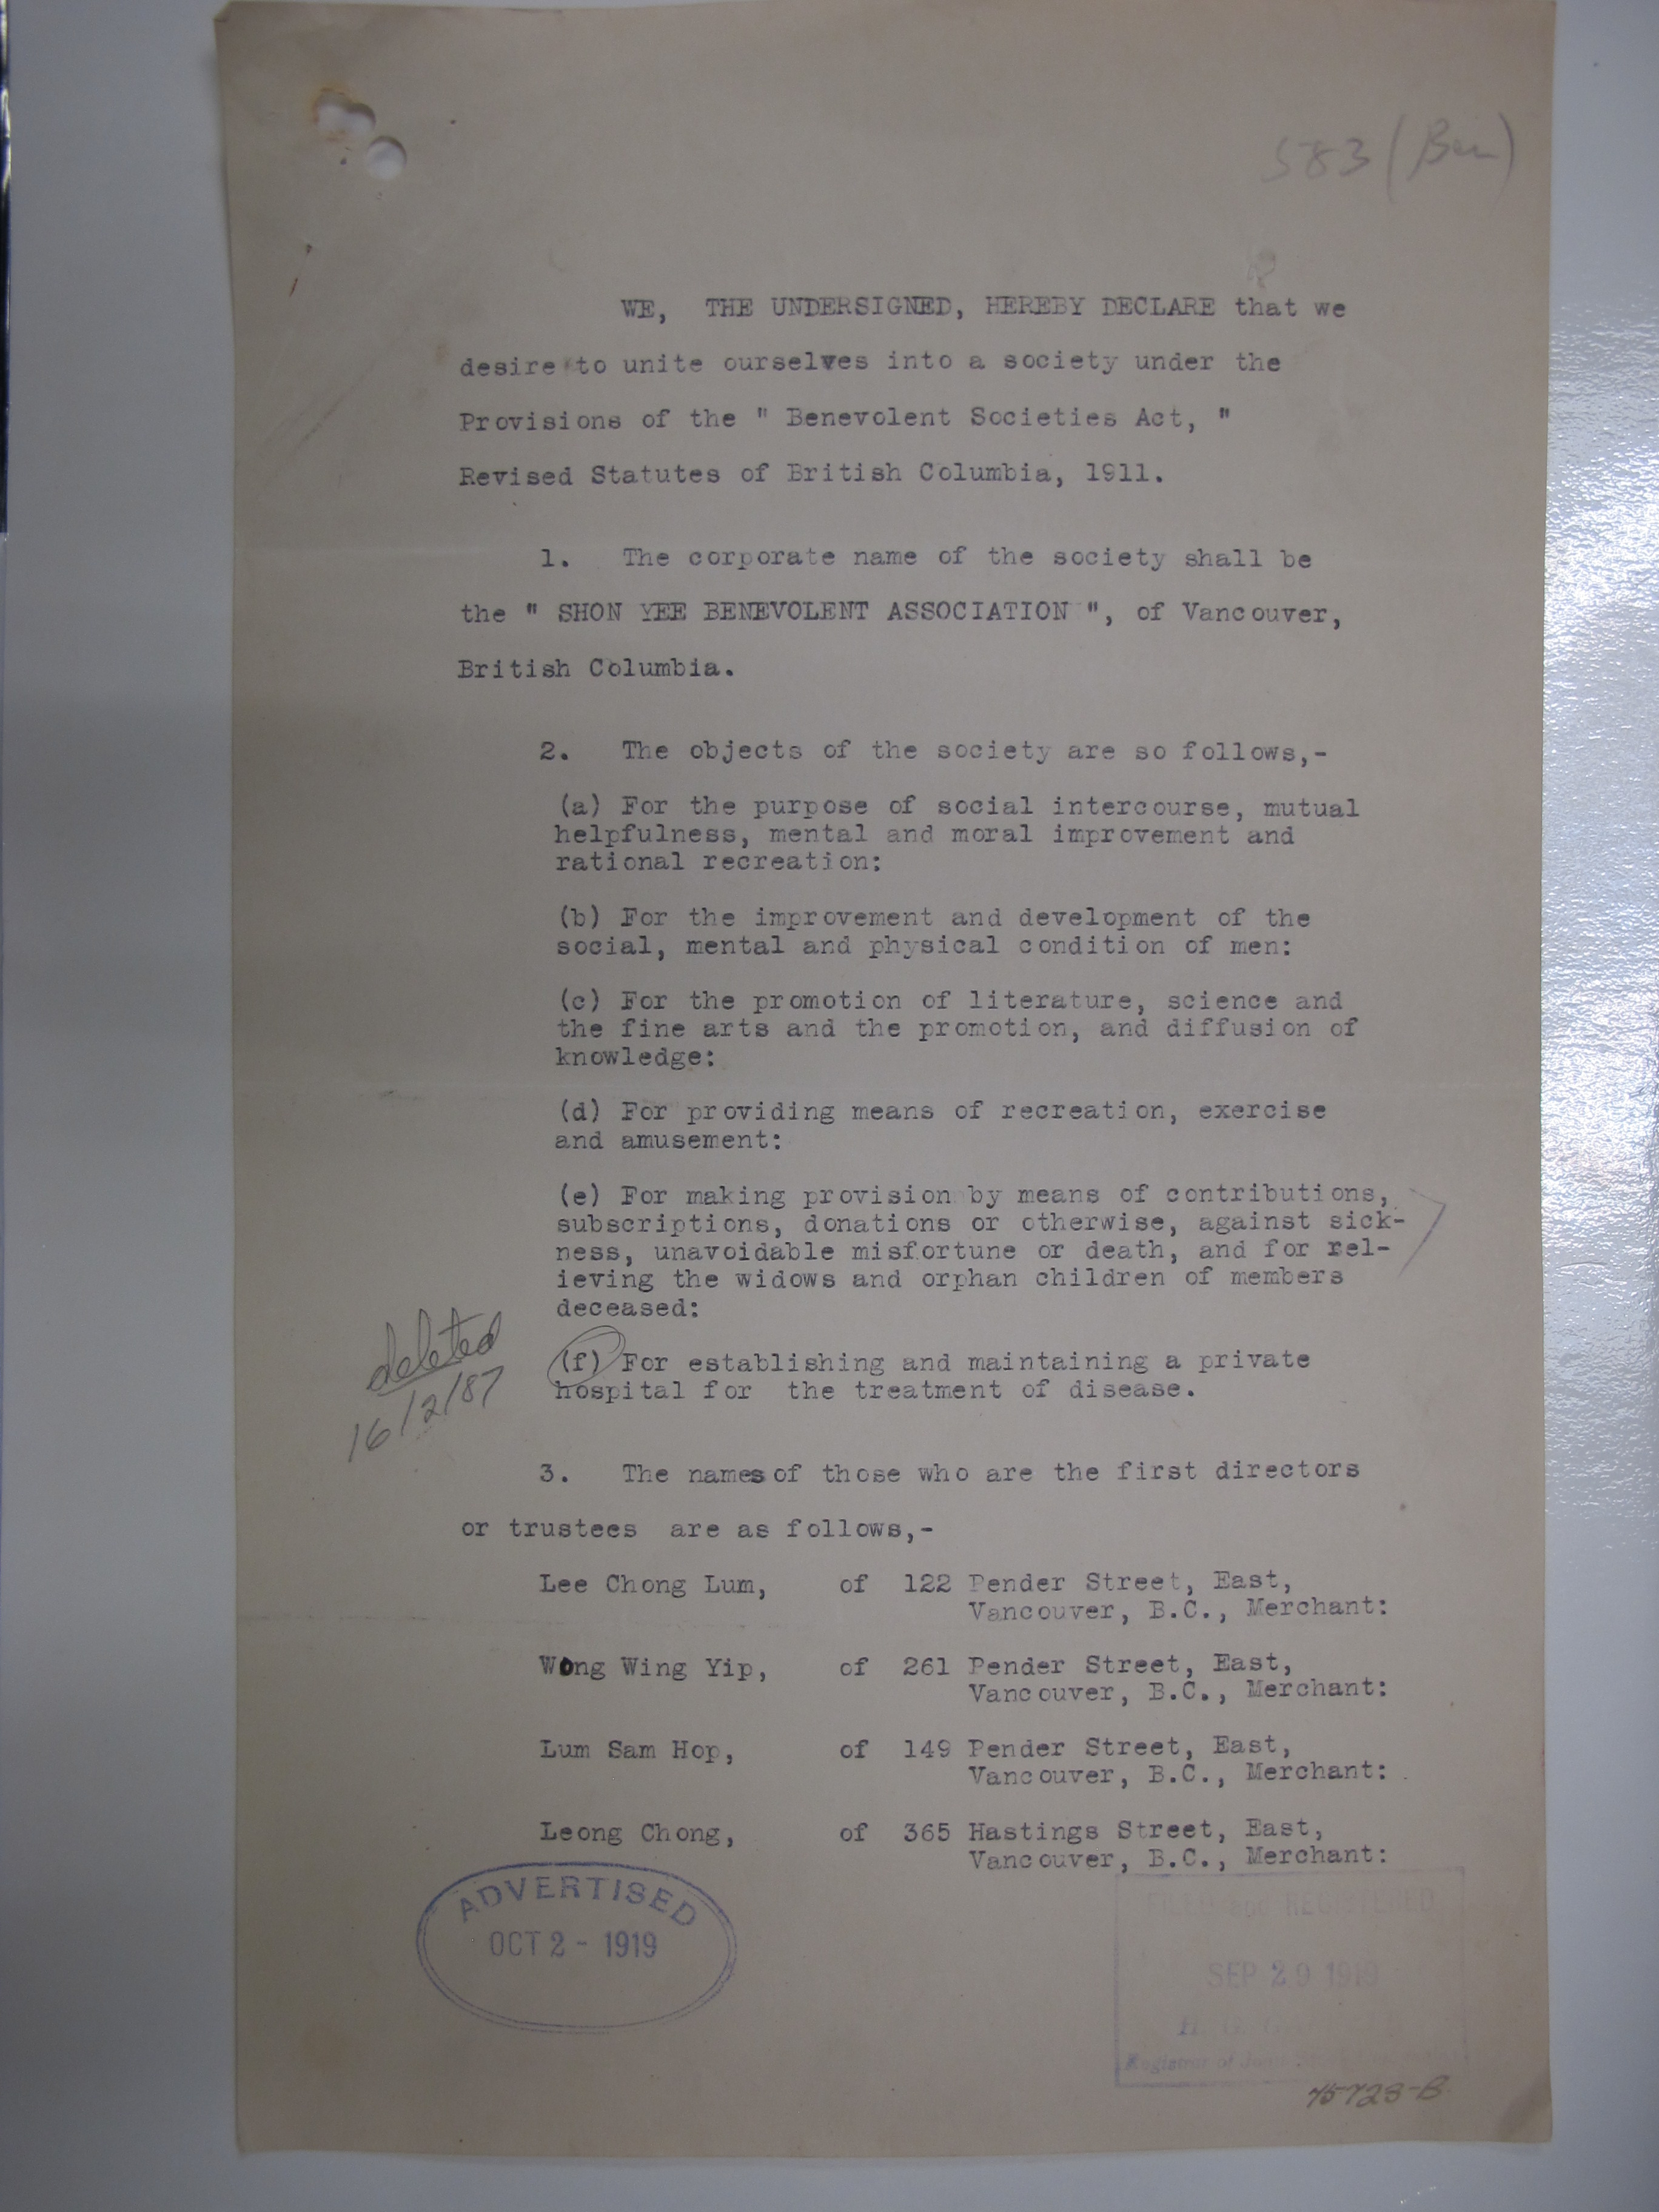 583 (Ben)
WE, THE UNDERSIGNED, HEREBY DECLARE that we
desire to unite ourselves into a society under the
Provisions of the " Benevolent Societies Act, "
Revised Statutes of British Columbia, 1911.
1. The corporate name of the society shall be
the " SHON YEE BENEVOLENT ASSOCIATION ", of Vancouver,
British Columbia.
2. The objects of the society are so follows,-
(a) For the purpose of social intercourse, mutual
helpfulness, mental and moral improvement and
rational recreation:
(b) For the improvement and development of the
social, mental and physical condition of men:
(c) For the promotion of literature, science and
the fine arts and the promotion, and diffusion of
knowledge:
(d) For providing means of recreation, exercise
and amusement:
(e) For making provision by means of contributions,
subscriptions, donations or otherwise, against sick-
ness, unavoidable misfortune or death, and for rel-
ieving the widows and orphan children of members
deceased:
deleted
16/2/87
(f) For establishing and maintaining a private
hospital for the treatment of disease.
3. The names of those who are the first directors
or trustees are as follows,-
Lee Chong Lum, of 122 Pender Street, East,
Vancouver, B.C., Merchant:
Wong Wing Yip, of 261 Pender Street, East,
Vancouver, B.C., Merchant:
Lum Sam Hop, of 149 Pender Street, East,
Vancouver, B.C., Merchant:
Leong Chong, of 365 Hastings Street, East,
Vancouver, B.C., Merchant:
ADVERTISED
OCT 2 - 1919
FILED and REGISTERED
SEP 20 1919
Registrar of Joint
75723-B